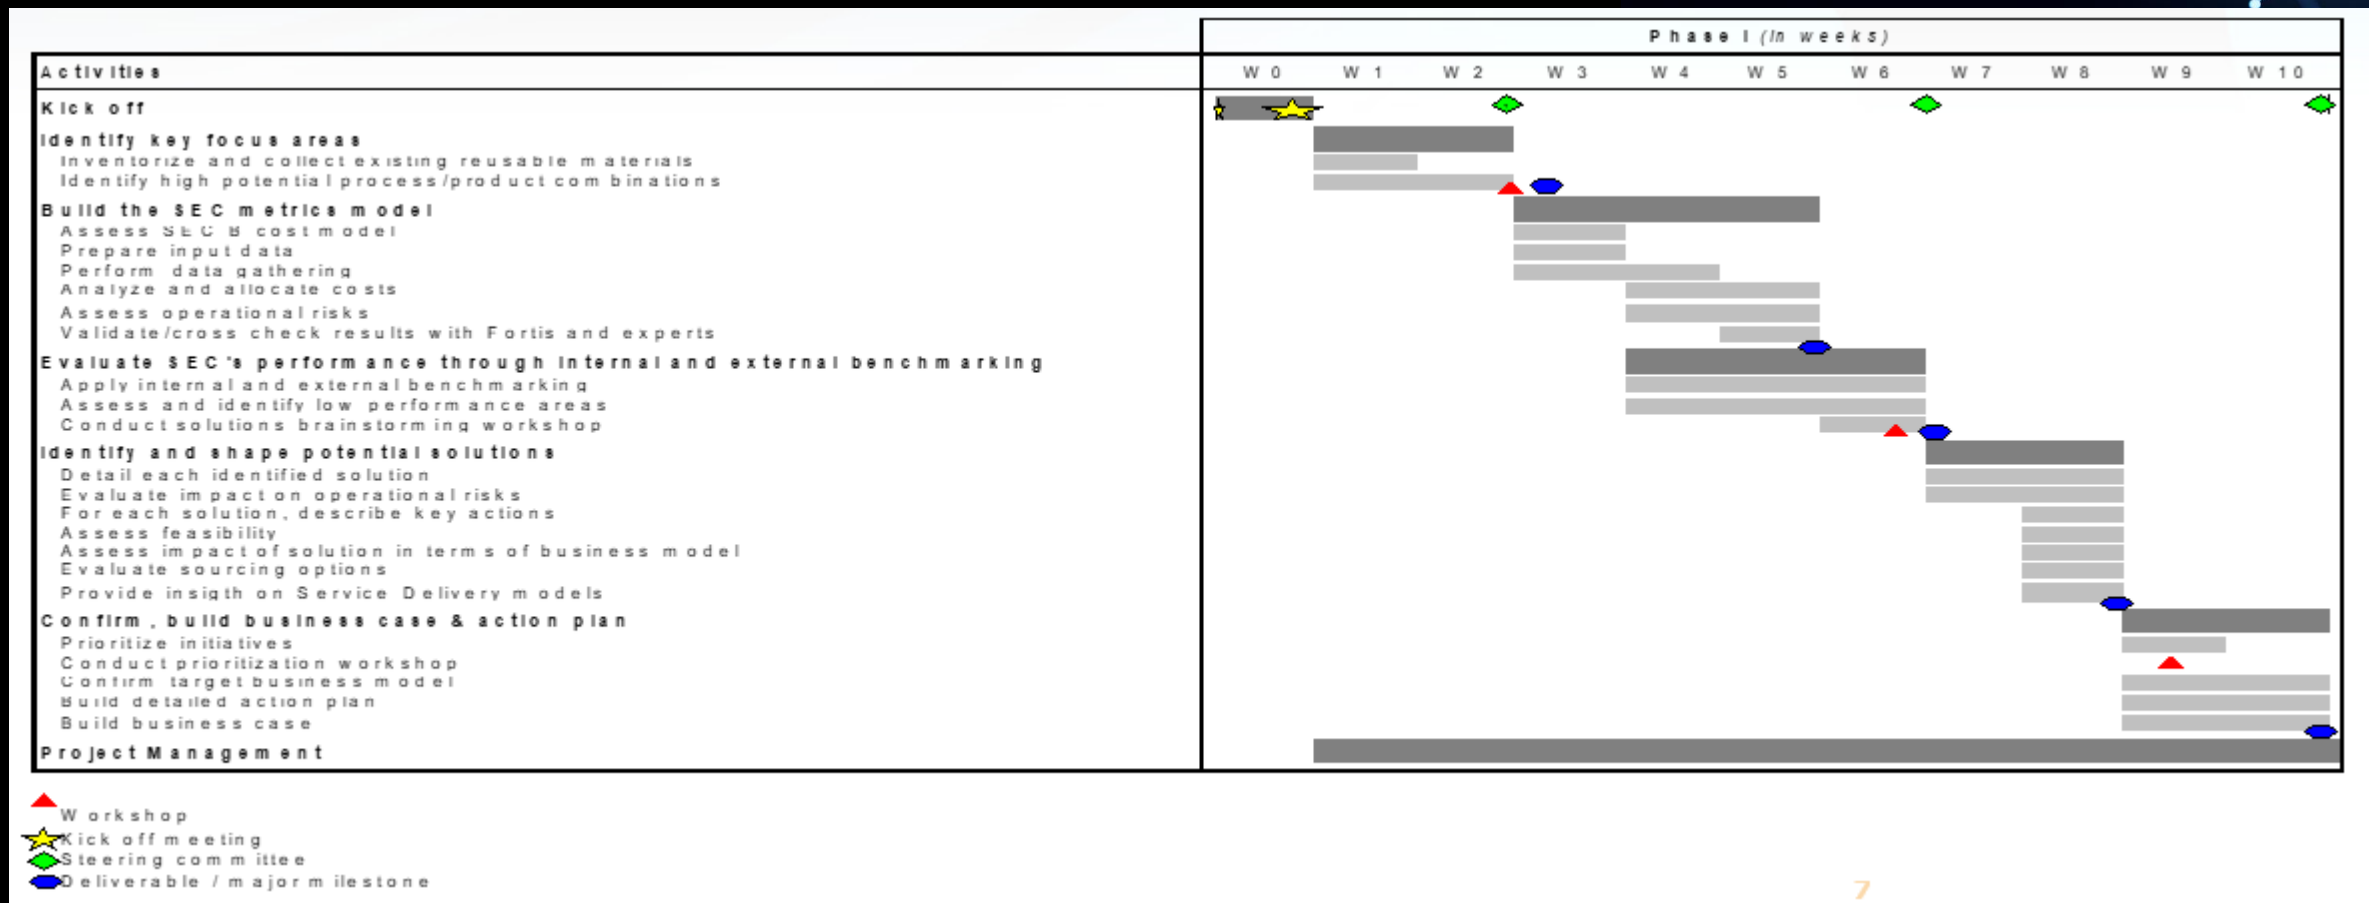 Phase I (in weeks)
Activities W 0 W 1 W 2 W 3 W 4 W 5 W 6 W 7 W 8 W 9 W 10
Kick off
Identify key focus areas
Inventorize and collect existing reusable materials
Identify high potential process/product combinations
Build the SEC metrics model
Assess SEC B cost model
Prepare input data
Perform data gathering
Analyze and allocate costs
Assess operational risks
Validate/cross check results with Fortis and experts
Evaluate SEC's performance through internal and external benchmarking
Apply internal and external benchmarking
Assess and identify low performance areas
Conduct solutions brainstorming workshop
Identify and shape potential solutions
Detail each identified solution
Evaluate impact on operational risks
For each solution, describe key actions
Assess feasibility
Assess impact of solution in terms of business model
Evaluate sourcing options
Provide insigth on Service Delivery models
Confirm, build business case & action plan
Prioritize initiatives
Conduct prioritization workshop
Confirm target business model
Build detailed action plan
Build business case
Project Management
Workshop
Kick off meeting
Steering committee
Deliverable / major milestone
7